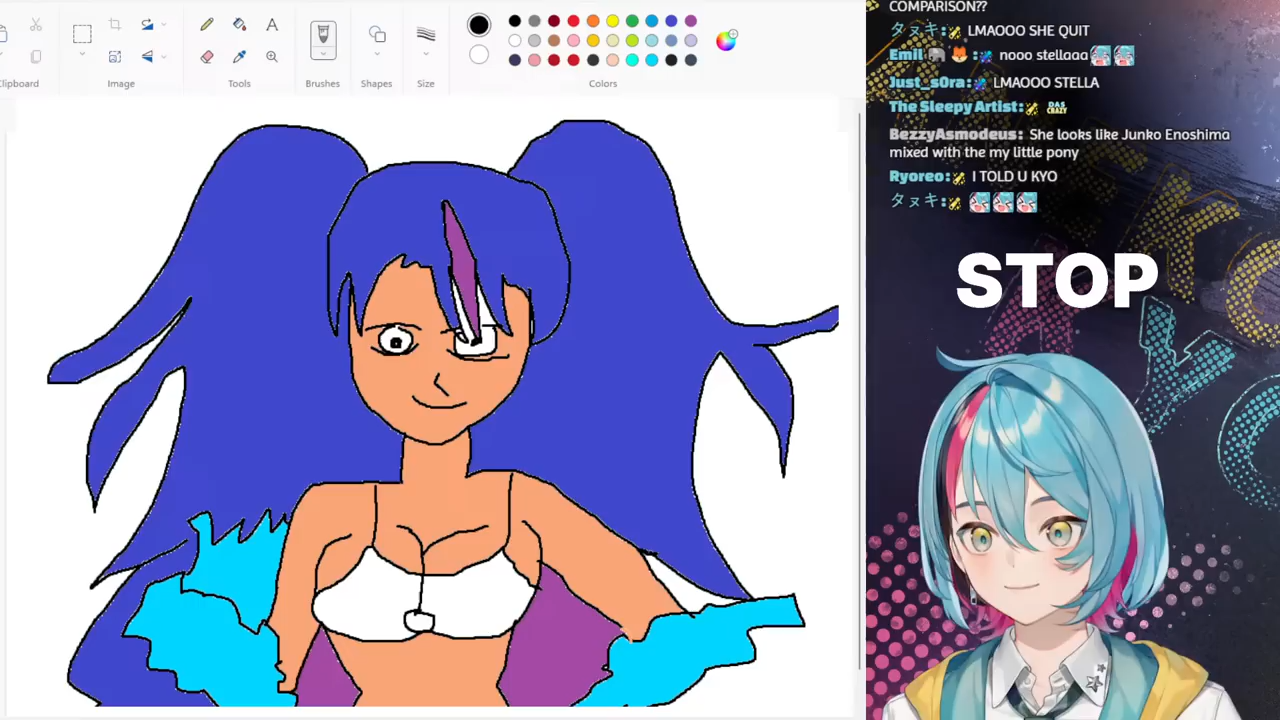 Clipboard
Image
Tools
Brushes
Shapes
Size
Colors
A
COMPARISON??
タヌキ: LMAOOO SHE QUIT
Emil: nooo stellaaa
Just_s0ra: LMAOOO STELLA
The Sleepy Artist: DAS CRAZY
BezzyAsmodeus: She looks like Junko Enoshima
mixed with the my little pony
Ryoreo: I TOLD U KYO
タヌキ:
STOP